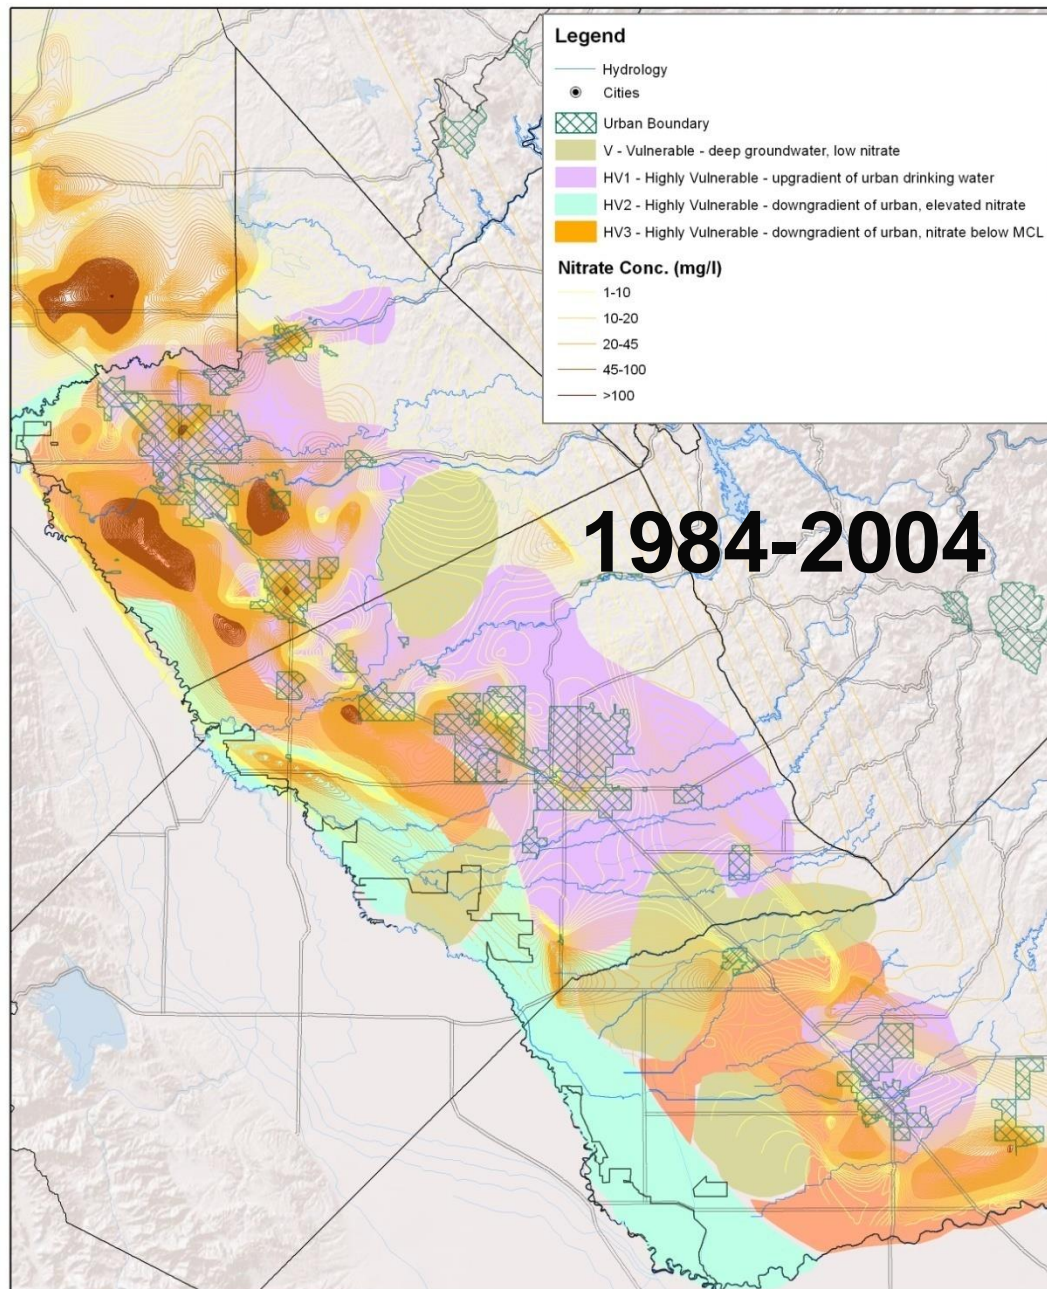 Legend
Hydrology
Cities
Urban Boundary
V - Vulnerable - deep groundwater, low nitrate
HV1 - Highly Vulnerable - upgradient of urban drinking water
HV2 - Highly Vulnerable - downgradient of urban, elevated nitrate
HV3 - Highly Vulnerable - downgradient of urban, nitrate below MCL
Nitrate Conc. (mg/l)
1-10
10-20
20-45
45-100
>100
1984-2004